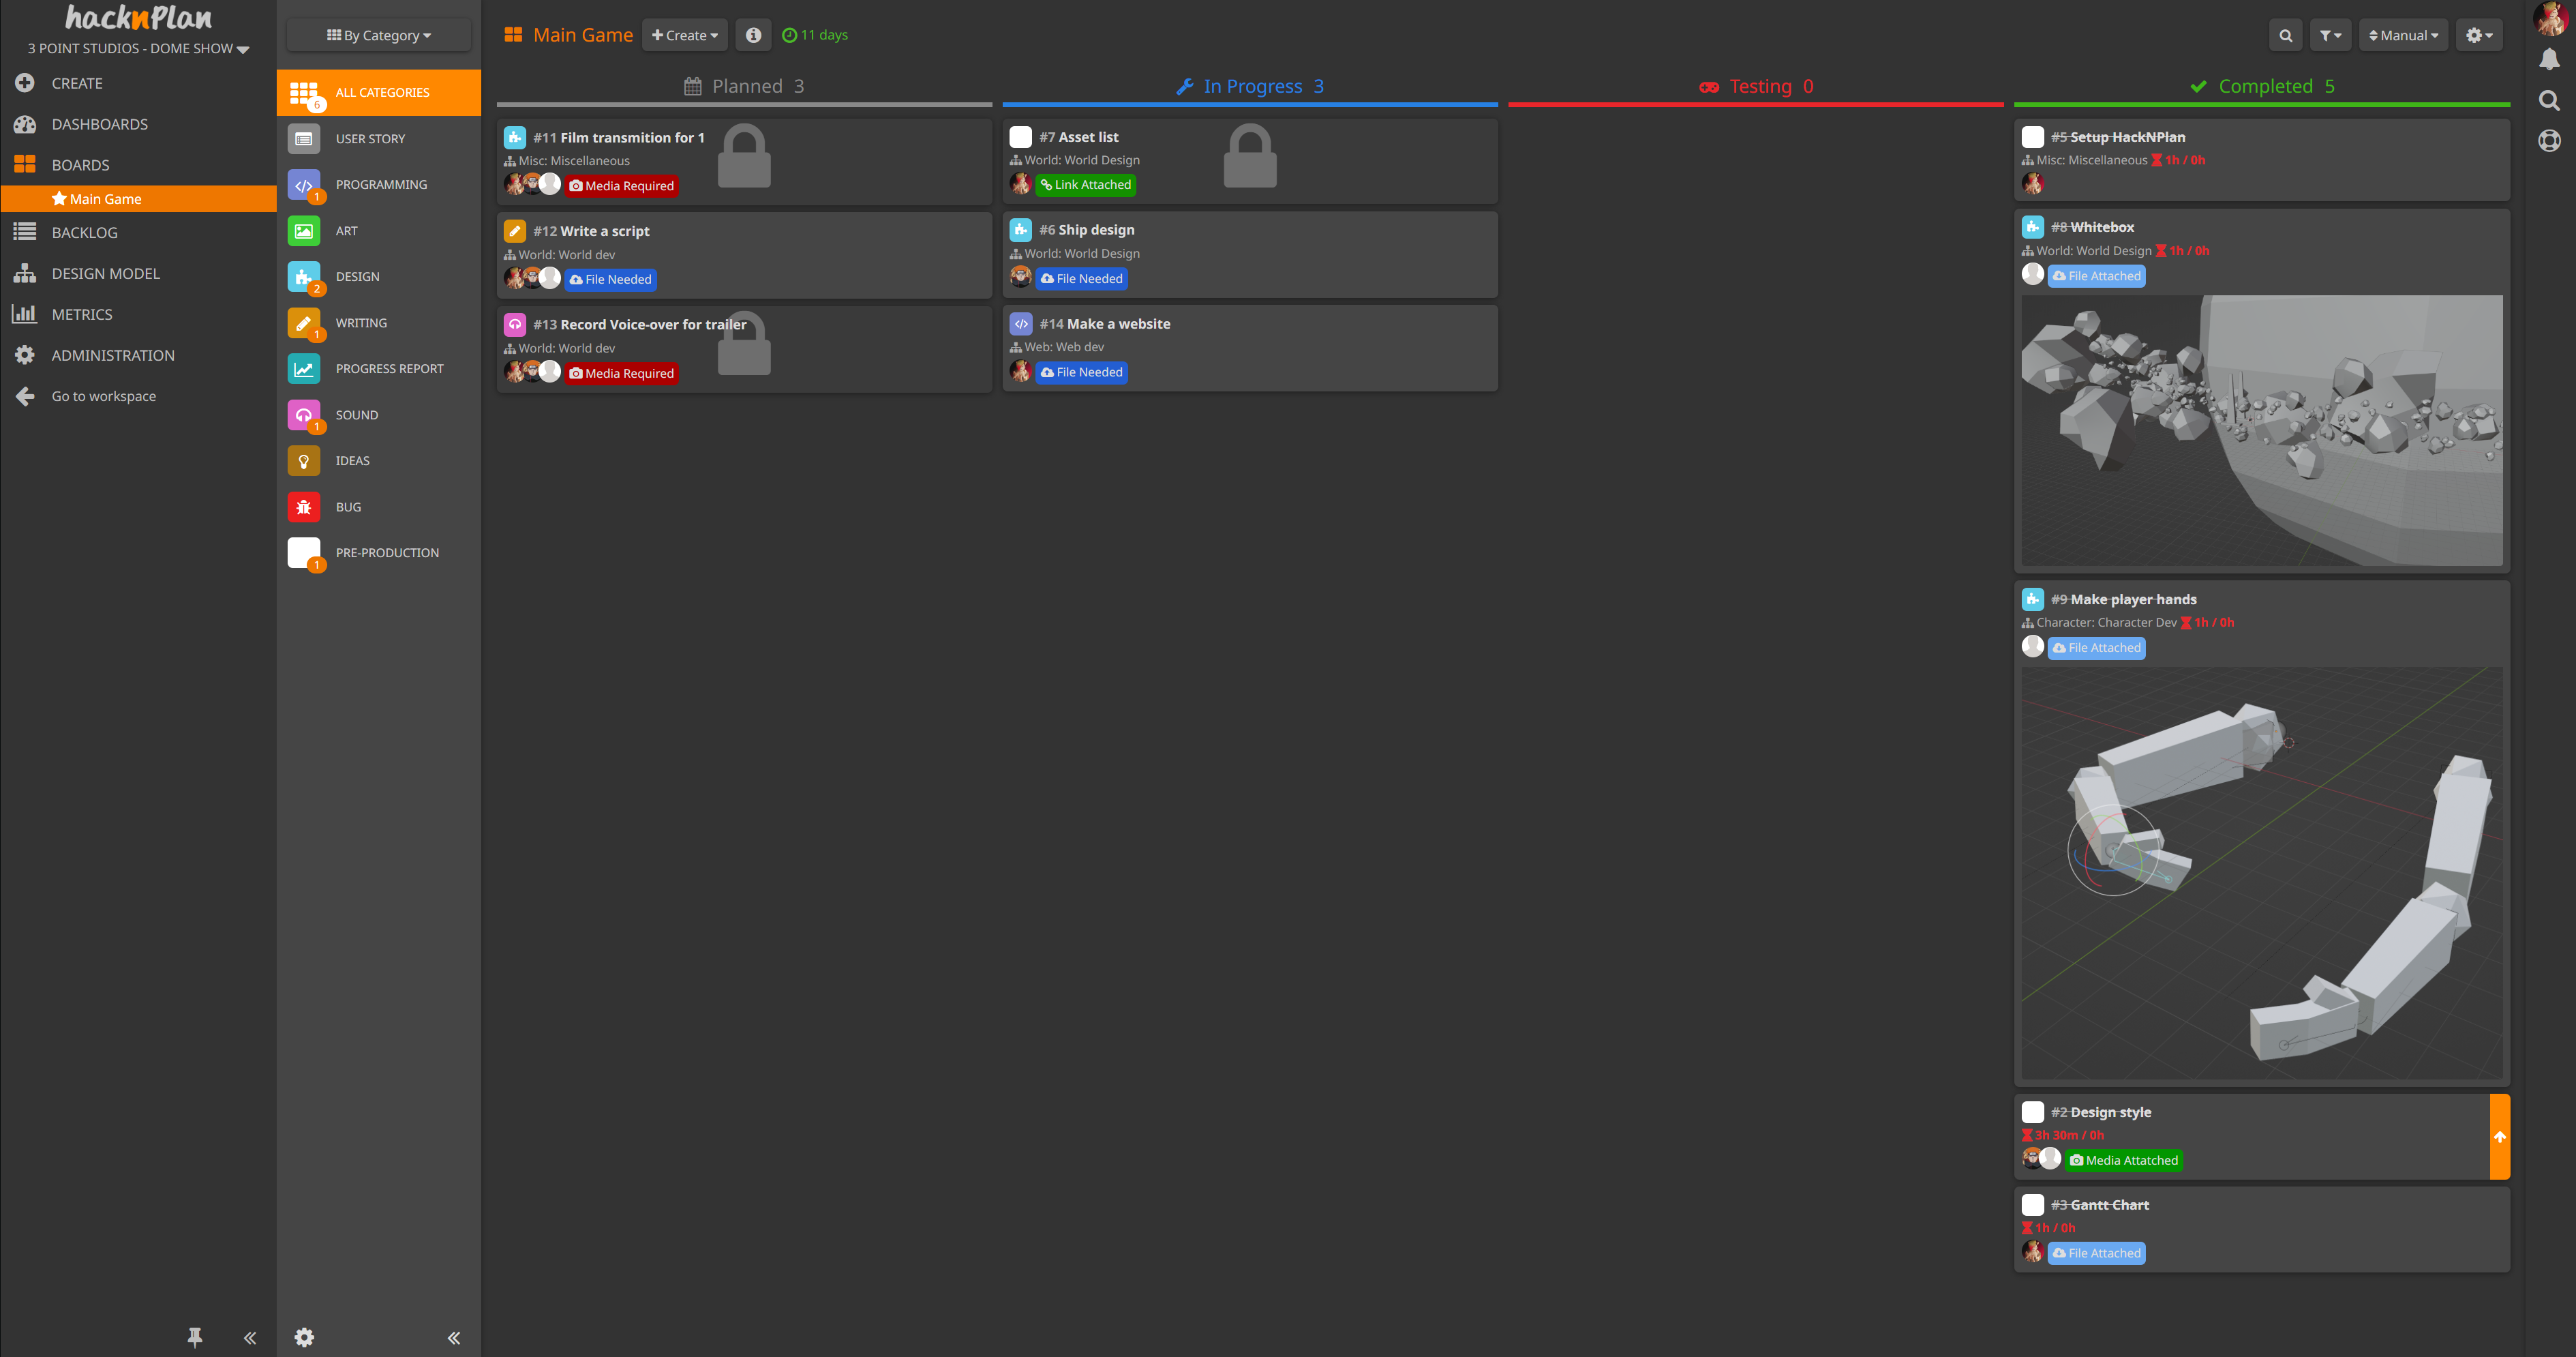 hacknPlan
3 POINT STUDIOS - DOME SHOW
CREATE
DASHBOARDS
BOARDS
Main Game
BACKLOG
DESIGN MODEL
METRICS
ADMINISTRATION
Go to workspace
By Category
6
ALL CATEGORIES
USER STORY
1
PROGRAMMING
ART
2
DESIGN
1
WRITING
PROGRESS REPORT
1
SOUND
IDEAS
BUG
1
PRE-PRODUCTION
Main Game
Create
11 days
Manual
Planned 3
#11 Film transmition for 1
Misc: Miscellaneous
Media Required
#12 Write a script
World: World dev
File Needed
#13 Record Voice-over for trailer
World: World dev
Media Required
In Progress 3
#7 Asset list
World: World Design
Link Attached
#6 Ship design
World: World Design
File Needed
#14 Make a website
Web: Web dev
File Needed
Testing 0
Completed 5
#5 Setup HackNPlan
Misc: Miscellaneous 1h / 0h
#8 Whitebox
World: World Design 1h / 0h
File Attached
#9 Make player hands
Character: Character Dev 1h / 0h
File Attached
#2 Design style
3h 30m / 0h
Media Attatched
#3 Gantt Chart
1h / 0h
File Attached